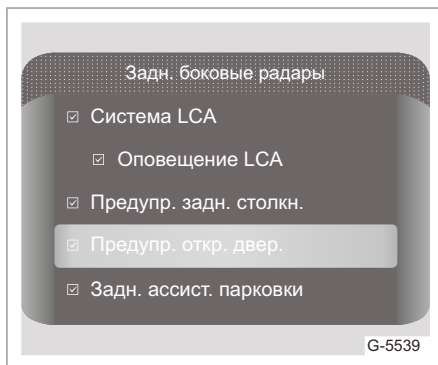 Задн. боковые радары
Система LCA
Оповещение LCA
Предупр. задн. столкн.
Предупр. откр. двер.
Задн. ассист. парковки
G-5539